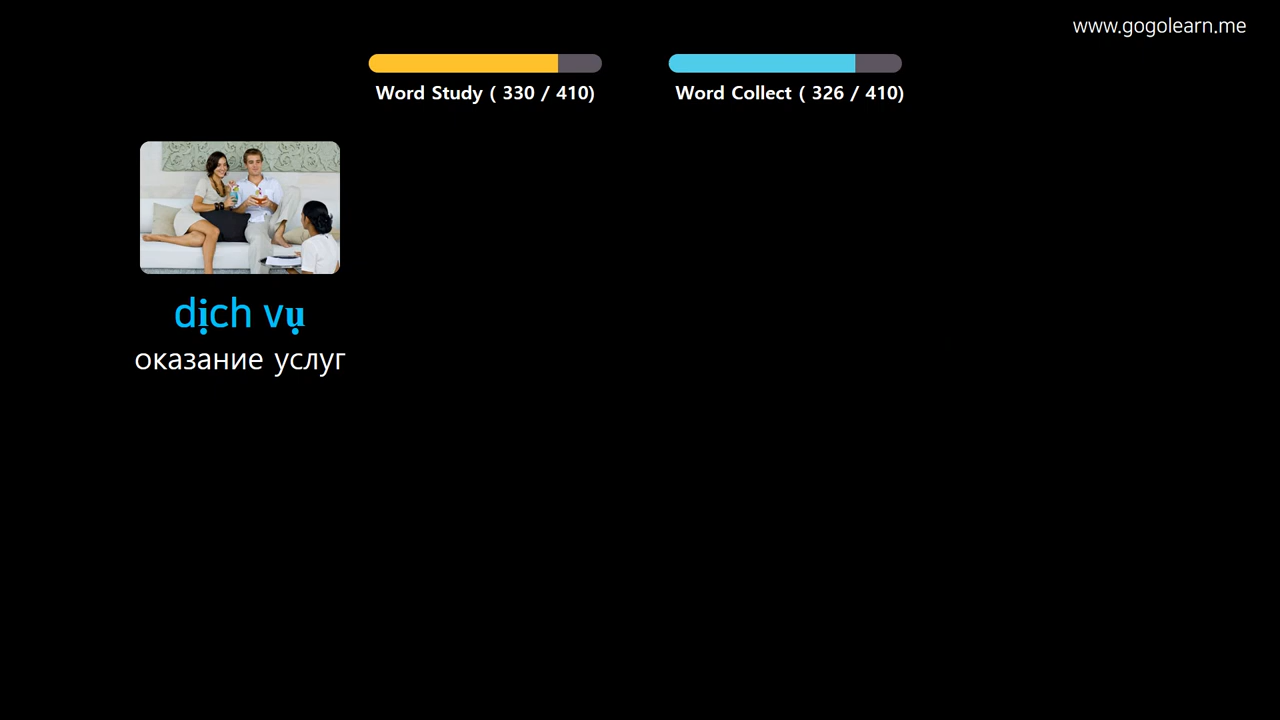 www.gogolearn.me
Word Study ( 330 / 410)
Word Collect ( 326 / 410)
dịch vụ
оказание услуг